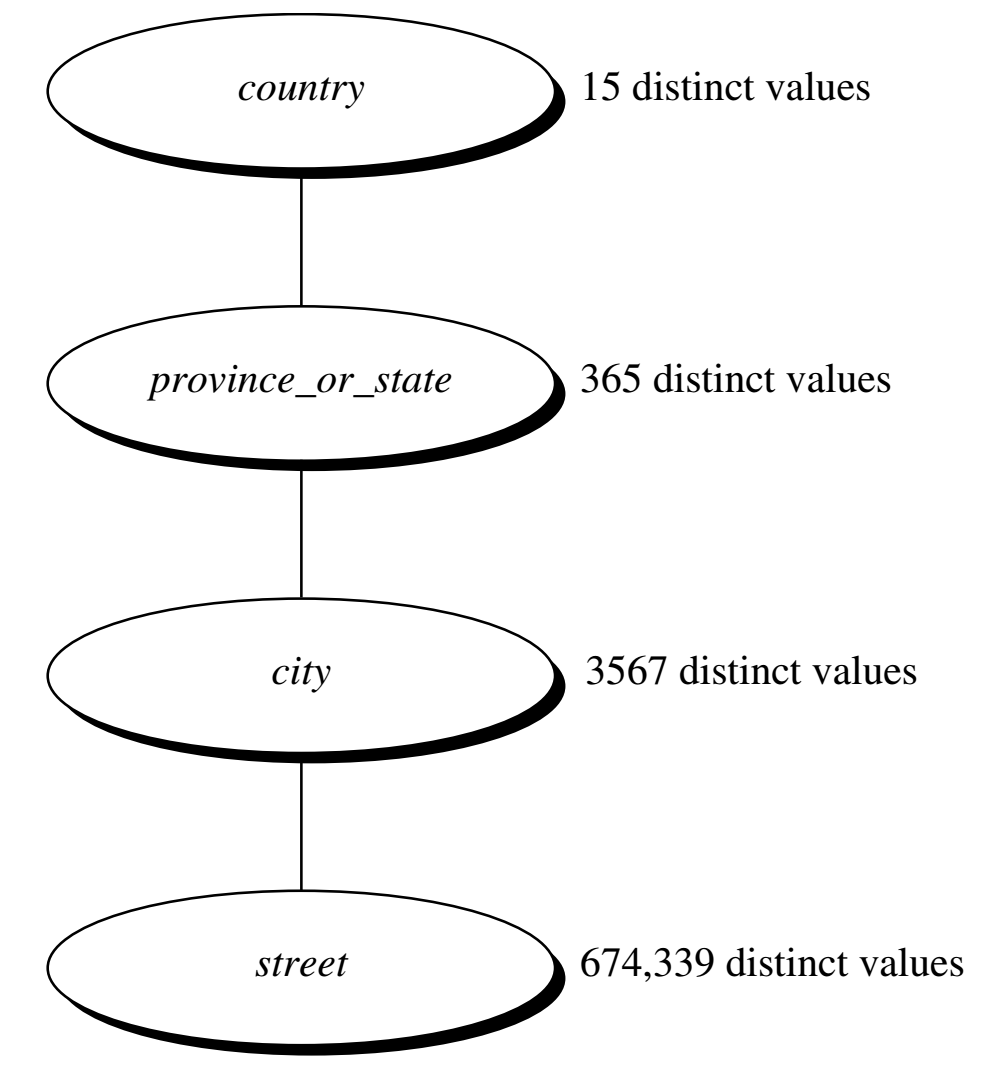 country 15 distinct values
province_or_state 365 distinct values
city 3567 distinct values
street 674,339 distinct values